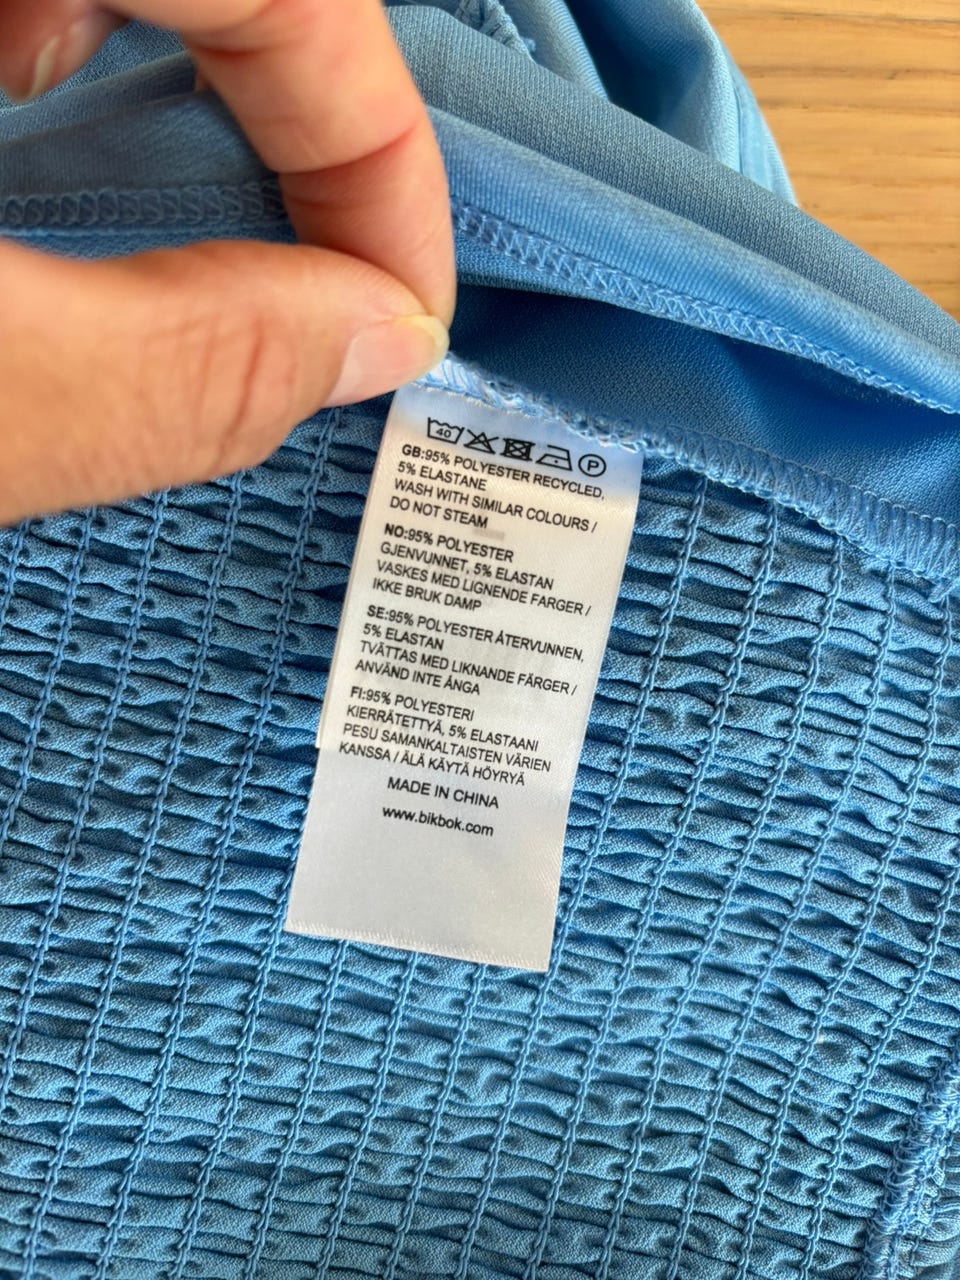 40 P
GB:95% POLYESTER RECYCLED,
5% ELASTANE
WASH WITH SIMILAR COLOURS /
DO NOT STEAM
NO:95% POLYESTER
GJENVUNNET, 5% ELASTAN
VASKES MED LIGNENDE FARGER /
IKKE BRUK DAMP
SE:95% POLYESTER ÅTERVUNNEN,
5% ELASTAN
TVÄTTAS MED LIKNANDE FÄRGER /
ANVÄND INTE ÅNGA
FI:95% POLYESTERI
KIERRÄTETTYÄ, 5% ELASTAANI
PESU SAMANKALTAISTEN VÄRIEN
KANSSA / ÄLÄ KÄYTÄ HÖYRYÄ
MADE IN CHINA
www.bikbok.com